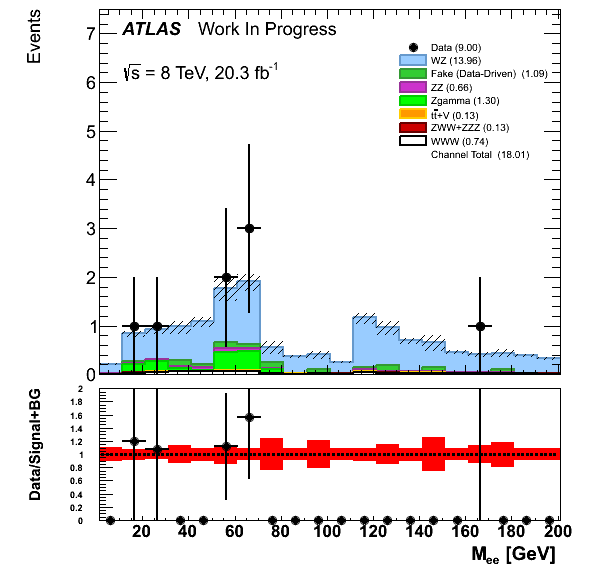 Events
ATLAS Work In Progress
√s = 8 TeV, 20.3 fb⁻¹
Data (9.00)
WZ (13.96)
Fake (Data-Driven) (1.09)
ZZ (0.66)
Zgamma (1.30)
tt̄+V (0.13)
ZWW+ZZZ (0.13)
WWW (0.74)
Channel Total (18.01)
7
6
5
4
3
2
1
0
Data/Signal+BG
2
1.8
1.6
1.4
1.2
1
0.8
0.6
0.4
0.2
0
20 40 60 80 100 120 140 160 180 200
Mee [GeV]